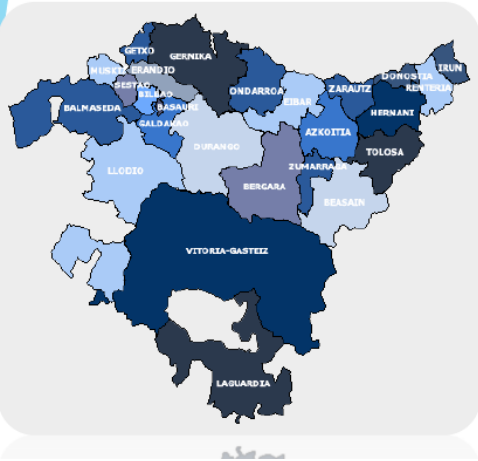 GETXO
GERNIKA
MUSKIZ
ERANDIO
SESTAO
BILBAO
BALMASEDA
BASAURI
GALDAKAO
ONDARROA
EIBAR
ZARAUTZ
DONOSTIA
IRUN
RENTERIA
HERNANI
AZKOITIA
DURANGO
TOLOSA
LLODIO
ZUMARRAGA
BERGARA
BEASAIN
VITORIA-GASTEIZ
LAGUARDIA